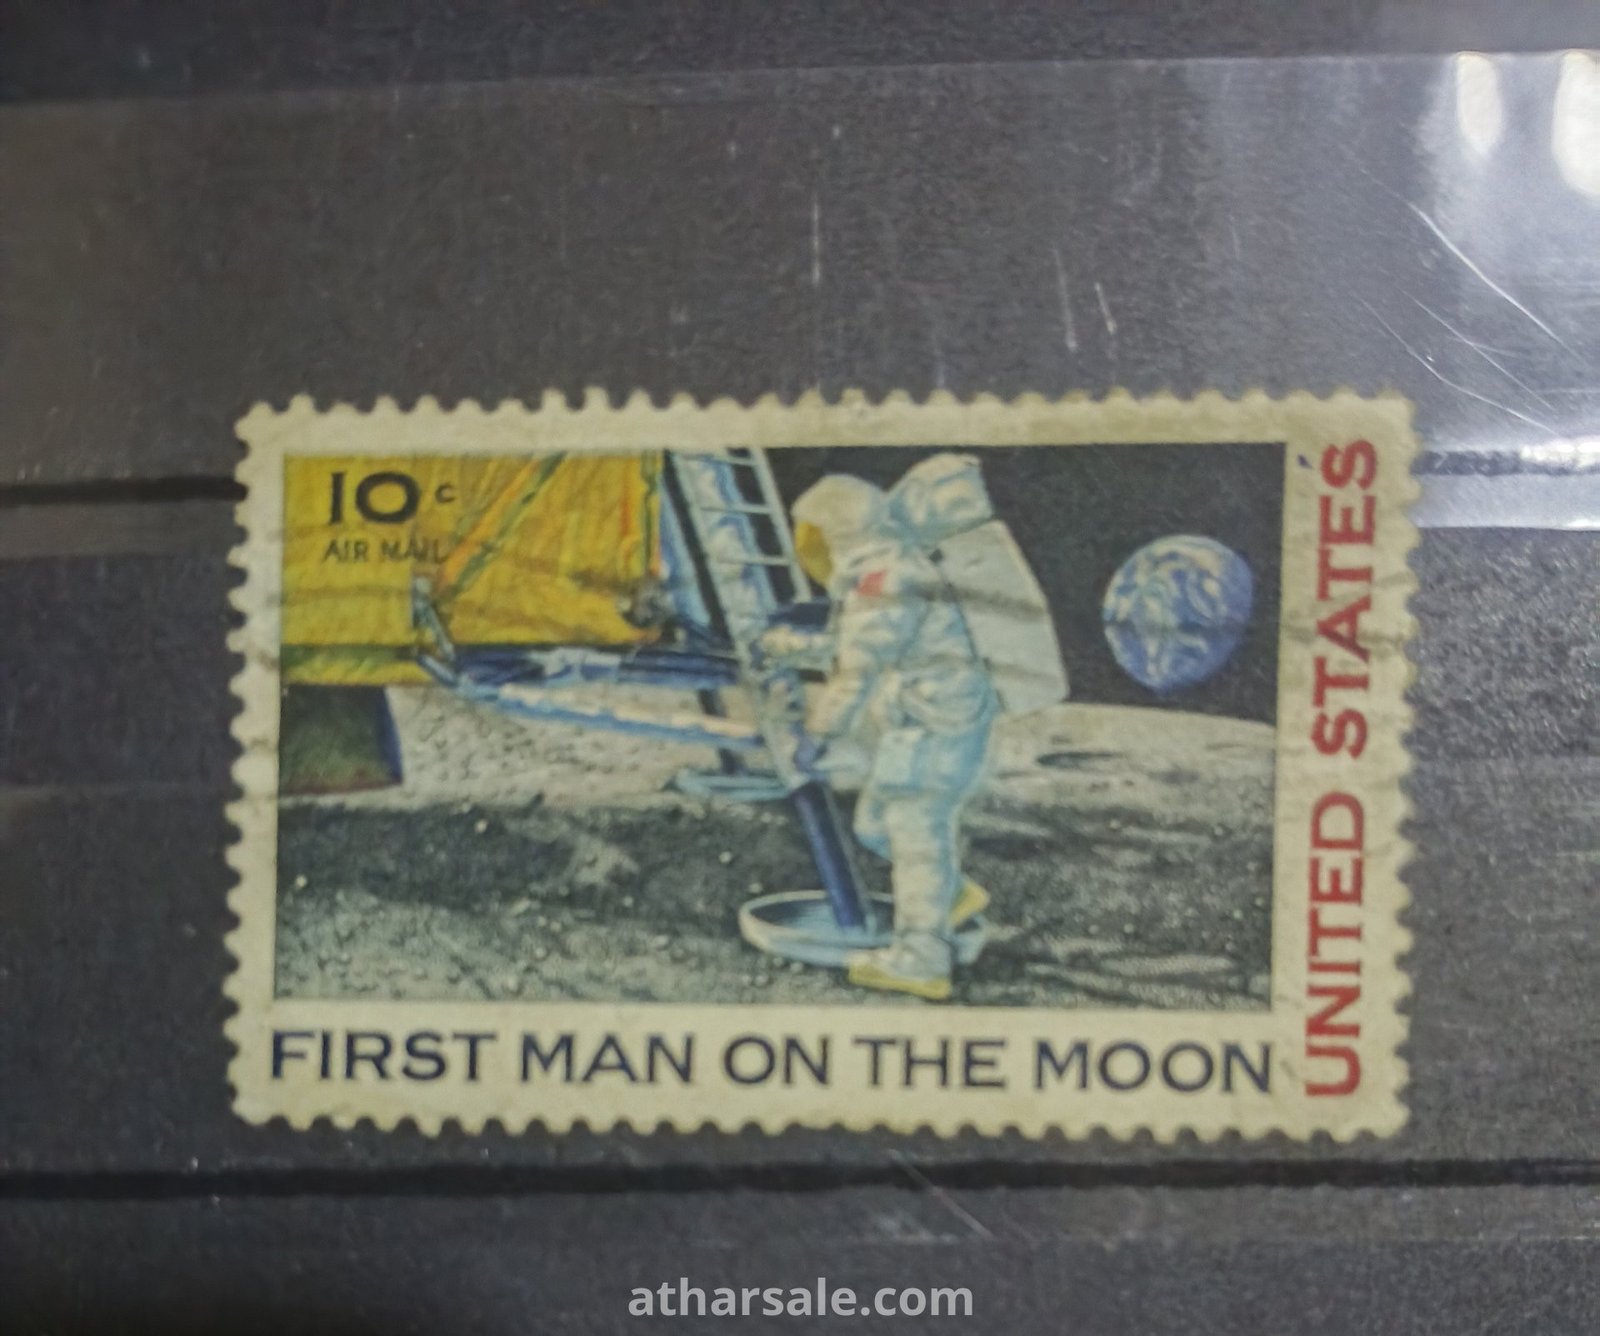 10c
AIR MAIL
UNITED STATES
FIRST MAN ON THE MOON
atharsale.com